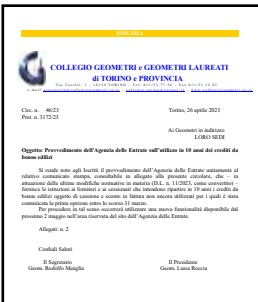 EDILIZIA
COLLEGIO GEOMETRI e GEOMETRI LAUREATI
di TORINO e PROVINCIA
Circ. n. 46/23
Torino, 26 aprile 2023
Prot. n. 3172/23
Ai Geometri in indirizzo
LORO SEDI
Oggetto: Provvedimento dell'Agenzia delle Entrate sull'utilizzo in 10 anni dei crediti da
bonus edilizi
Si rende noto agli Iscritti il provvedimento dell'Agenzia delle Entrate unitamente al
relativo comunicato stampa, consultabile in allegato alla presente circolare, che – in
attuazione delle ultime modifiche normative in materia (D.L. n. 11/2023, come convertito) –
fornisce le istruzioni ai fornitori e ai cessionari che intendono ripartire in 10 anni i crediti da
bonus edilizi oggetto di cessione e sconto in fattura non ancora utilizzati per i quali è stata
comunicata la prima opzione entro lo scorso 31 marzo.
Per procedere in tal senso occorrerà utilizzare una nuova funzionalità disponibile dal
prossimo 2 maggio nell'area riservata del sito dell'Agenzia delle Entrate.
Allegati: n. 2
Cordiali Saluti
Il Segretario
Il Presidente
Geom. Rodolfo Meaglia
Geom. Luisa Roccia